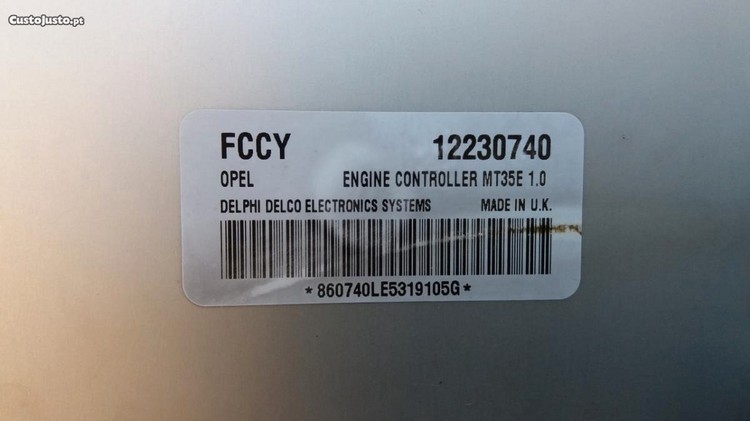 CustoJusto.pt
FCCY 12230740
OPEL ENGINE CONTROLLER MT35E 1.0
DELPHI DELCO ELECTRONICS SYSTEMS MADE IN U.K.
*860740LE5319105G*